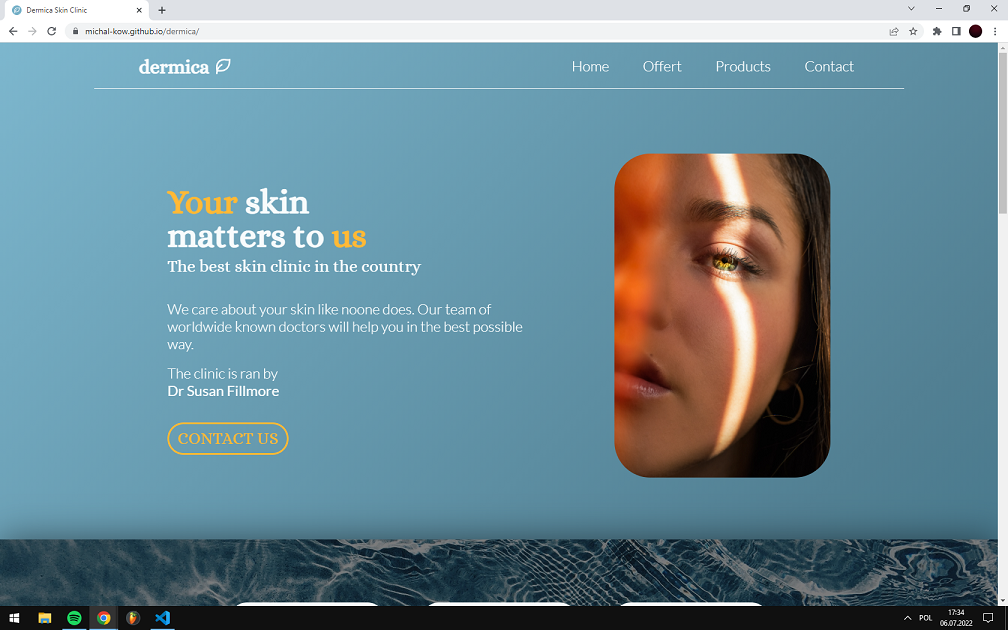 Dermica Skin Clinic
michal-kow.github.io/dermica/
dermica
Home Offert Products Contact
Your skin
matters to us
The best skin clinic in the country
We care about your skin like noone does. Our team of
worldwide known doctors will help you in the best possible
way.
The clinic is ran by
Dr Susan Fillmore
CONTACT US
POL
17:34
06.07.2022